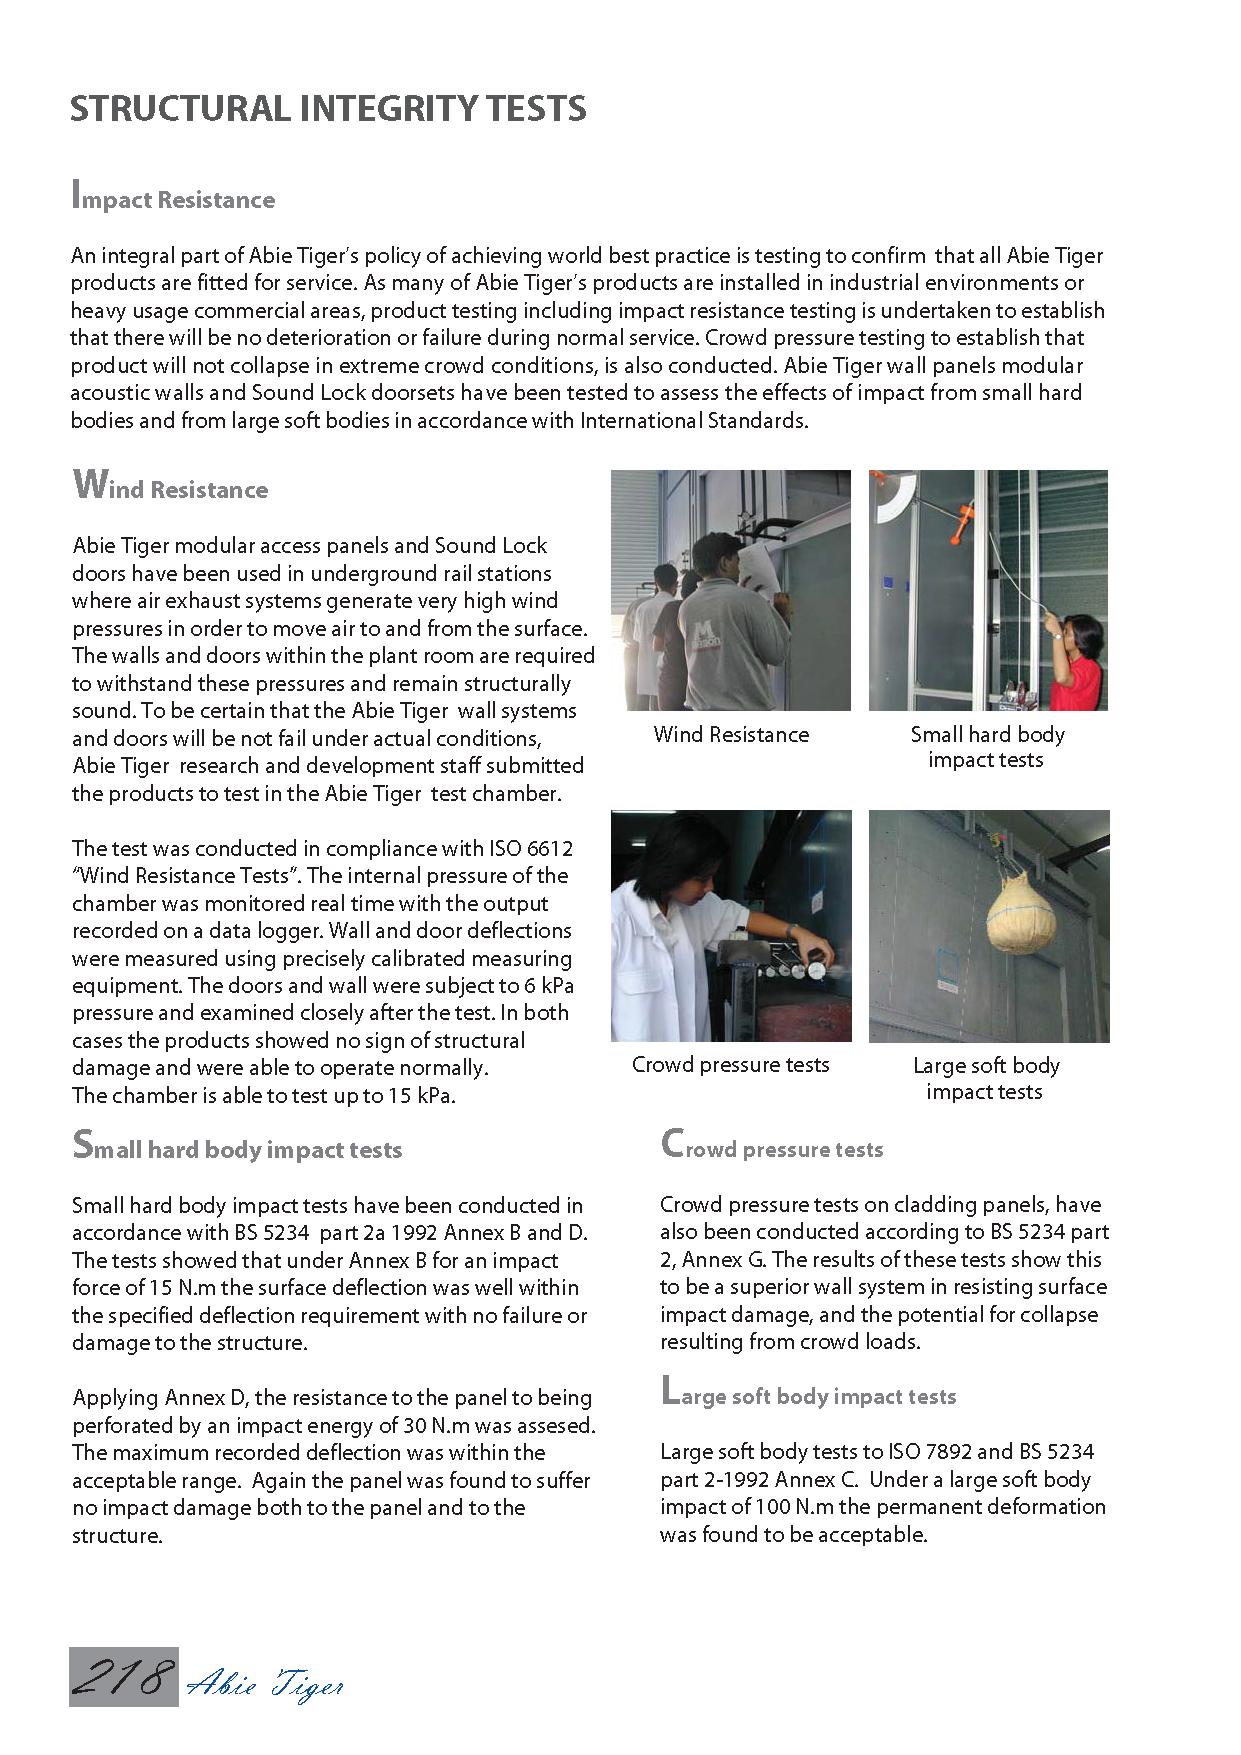 STRUCTURAL INTEGRITY TESTS
Impact Resistance
An integral part of Abie Tiger's policy of achieving world best practice is testing to confirm that all Abie Tiger
products are fitted for service. As many of Abie Tiger's products are installed in industrial environments or
heavy usage commercial areas, product testing including impact resistance testing is undertaken to establish
that there will be no deterioration or failure during normal service. Crowd pressure testing to establish that
product will not collapse in extreme crowd conditions, is also conducted. Abie Tiger wall panels modular
acoustic walls and Sound Lock doorsets have been tested to assess the effects of impact from small hard
bodies and from large soft bodies in accordance with International Standards.
Wind Resistance
Abie Tiger modular access panels and Sound Lock
doors have been used in underground rail stations
where air exhaust systems generate very high wind
pressures in order to move air to and from the surface.
The walls and doors within the plant room are required
to withstand these pressures and remain structurally
sound. To be certain that the Abie Tiger wall systems
and doors will be not fail under actual conditions,
Abie Tiger research and development staff submitted
the products to test in the Abie Tiger test chamber.
The test was conducted in compliance with ISO 6612
“Wind Resistance Tests”. The internal pressure of the
chamber was monitored real time with the output
recorded on a data logger. Wall and door deflections
were measured using precisely calibrated measuring
equipment. The doors and wall were subject to 6 kPa
pressure and examined closely after the test. In both
cases the products showed no sign of structural
damage and were able to operate normally.
The chamber is able to test up to 15 kPa.
Wind Resistance
Small hard body
impact tests
Crowd pressure tests
Large soft body
impact tests
Small hard body impact tests
Small hard body impact tests have been conducted in
accordance with BS 5234 part 2a 1992 Annex B and D.
The tests showed that under Annex B for an impact
force of 15 N.m the surface deflection was well within
the specified deflection requirement with no failure or
damage to the structure.
Applying Annex D, the resistance to the panel to being
perforated by an impact energy of 30 N.m was assesed.
The maximum recorded deflection was within the
acceptable range. Again the panel was found to suffer
no impact damage both to the panel and to the
structure.
Crowd pressure tests
Crowd pressure tests on cladding panels, have
also been conducted according to BS 5234 part
2, Annex G. The results of these tests show this
to be a superior wall system in resisting surface
impact damage, and the potential for collapse
resulting from crowd loads.
Large soft body impact tests
Large soft body tests to ISO 7892 and BS 5234
part 2-1992 Annex C. Under a large soft body
impact of 100 N.m the permanent deformation
was found to be acceptable.
218 Abie Tiger